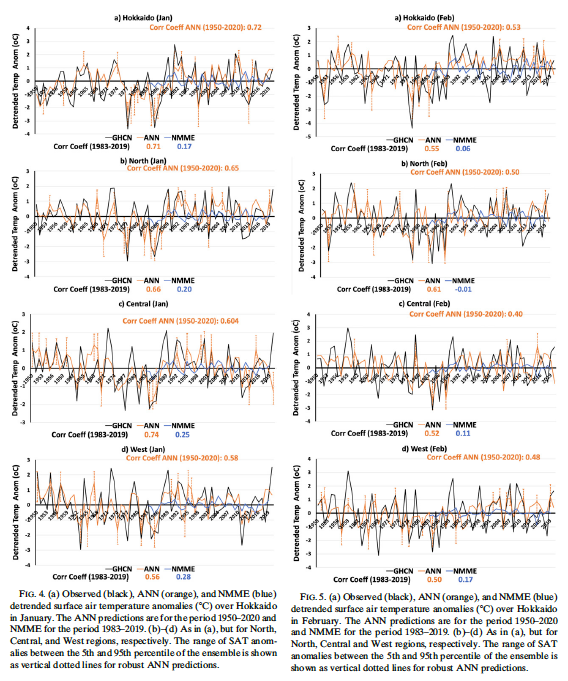 a) Hokkaido (Jan)
Corr Coeff ANN (1950-2020): 0.72
Detrended Temp Anom (oC)
GHCN ANN NMME
Corr Coeff (1983-2019) 0.71 0.17
b) North (Jan)
Corr Coeff ANN (1950-2020): 0.65
Detrended Temp Anom (oC)
GHCN ANN NMME
Corr Coeff (1983-2019) 0.66 0.20
c) Central (Jan)
Corr Coeff ANN (1950-2020): 0.604
Detrended Temp Anom (oC)
GHCN ANN NMME
Corr Coeff (1983-2019) 0.74 0.25
d) West (Jan)
Corr Coeff ANN (1950-2020): 0.58
Detrended Temp Anom (oC)
GHCN ANN NMME
Corr Coeff (1983-2019) 0.56 0.28
FIG. 4. (a) Observed (black), ANN (orange), and NMME (blue)
detrended surface air temperature anomalies (°C) over Hokkaido
in January. The ANN predictions are for the period 1950–2020 and
NMME for the period 1983–2019. (b)–(d) As in (a), but for North,
Central, and West regions, respectively. The range of SAT anom-
alies between the 5th and 95th percentile of the ensemble is shown
as vertical dotted lines for robust ANN predictions.
a) Hokkaido (Feb)
Corr Coeff ANN (1950-2020): 0.53
Detrended Temp Anom (oC)
GHCN ANN NMME
Corr Coeff (1983-2019) 0.55 0.06
b) North (Feb)
Corr Coeff ANN (1950-2020): 0.50
Detrended Temp Anom (oC)
GHCN ANN NMME
Corr Coeff (1983-2019) 0.61 -0.01
c) Central (Feb)
Corr Coeff ANN (1950-2020): 0.40
Detrended Temp Anom (oC)
GHCN ANN NMME
Corr Coeff (1983-2019) 0.52 0.11
d) West (Feb)
Corr Coeff ANN (1950-2020): 0.48
Detrended Temp Anom (oC)
GHCN ANN NMME
Corr Coeff (1983-2019) 0.50 0.17
FIG. 5. (a) Observed (black), ANN (orange), and NMME (blue)
detrended surface air temperature anomalies (°C) over Hokkaido
in February. The ANN predictions are for the period 1950–2020
and NMME for the period 1983–2019. (b)–(d) As in (a), but for
North, Central and West regions, respectively. The range of SAT
anomalies between the 5th and 95th percentile of the ensemble is
shown as vertical dotted lines for robust ANN predictions.